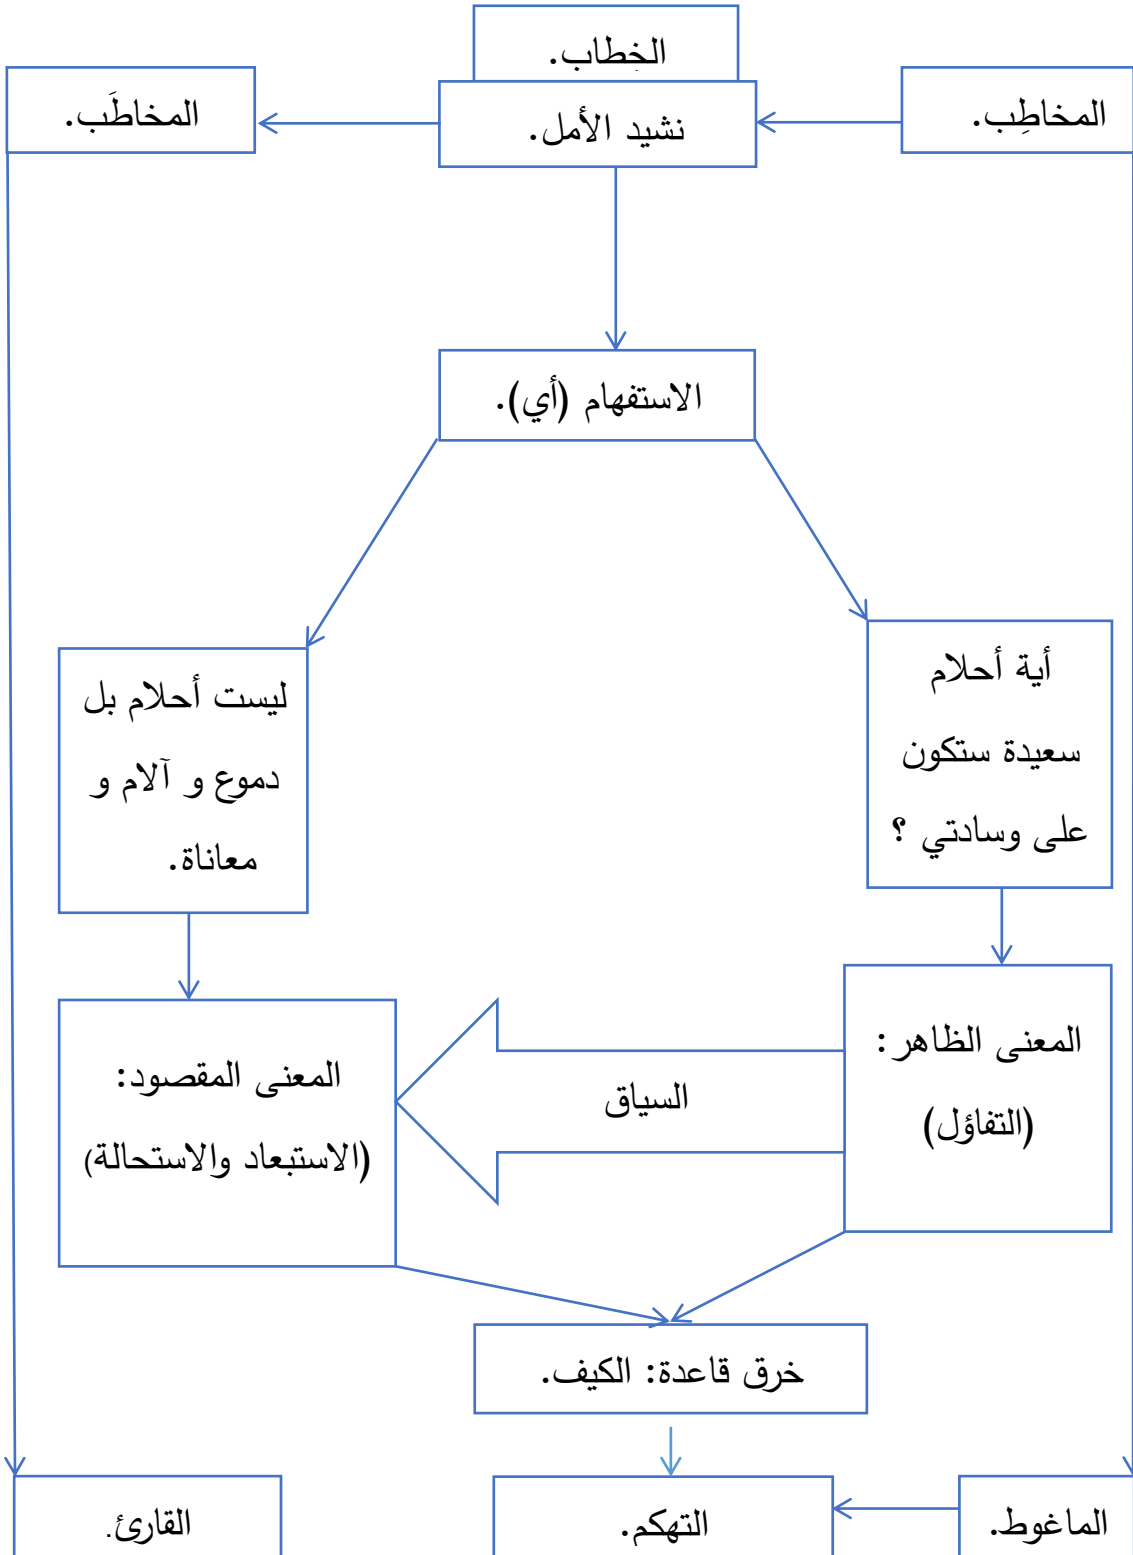 الخِطاب.
المخاطِب.
نشيد الأمل.
المخاطَب.
الاستفهام (أي).
أية أحلام
سعيدة ستكون
على وسادتي ؟
ليست أحلام بل
دموع و آلام و
معاناة.
المعنى الظاهر:
(التفاؤل)
السياق
المعنى المقصود:
(الاستبعاد والاستحالة)
خرق قاعدة: الكيف.
الماغوط.
التهكم.
القارئ.